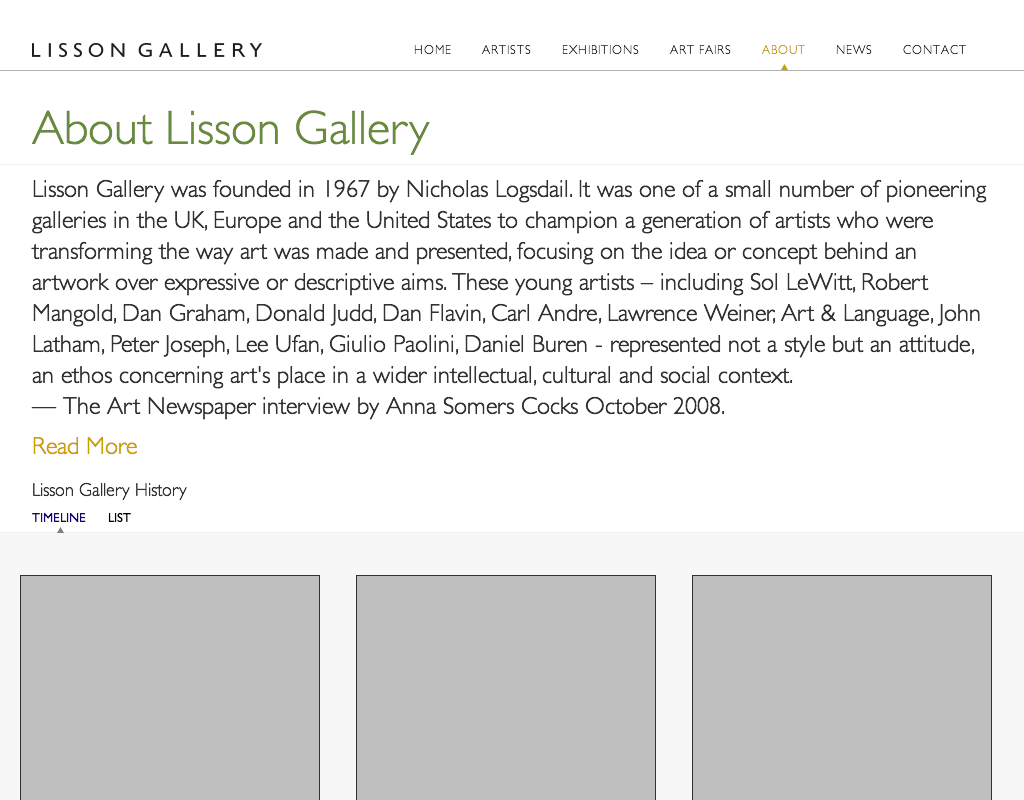 LISSON GALLERY
HOME ARTISTS EXHIBITIONS ART FAIRS ABOUT NEWS CONTACT
About Lisson Gallery
Lisson Gallery was founded in 1967 by Nicholas Logsdail. It was one of a small number of pioneering
galleries in the UK, Europe and the United States to champion a generation of artists who were
transforming the way art was made and presented, focusing on the idea or concept behind an
artwork over expressive or descriptive aims. These young artists – including Sol LeWitt, Robert
Mangold, Dan Graham, Donald Judd, Dan Flavin, Carl Andre, Lawrence Weiner, Art & Language, John
Latham, Peter Joseph, Lee Ufan, Giulio Paolini, Daniel Buren - represented not a style but an attitude,
an ethos concerning art's place in a wider intellectual, cultural and social context.
— The Art Newspaper interview by Anna Somers Cocks October 2008.
Read More
Lisson Gallery History
TIMELINE LIST